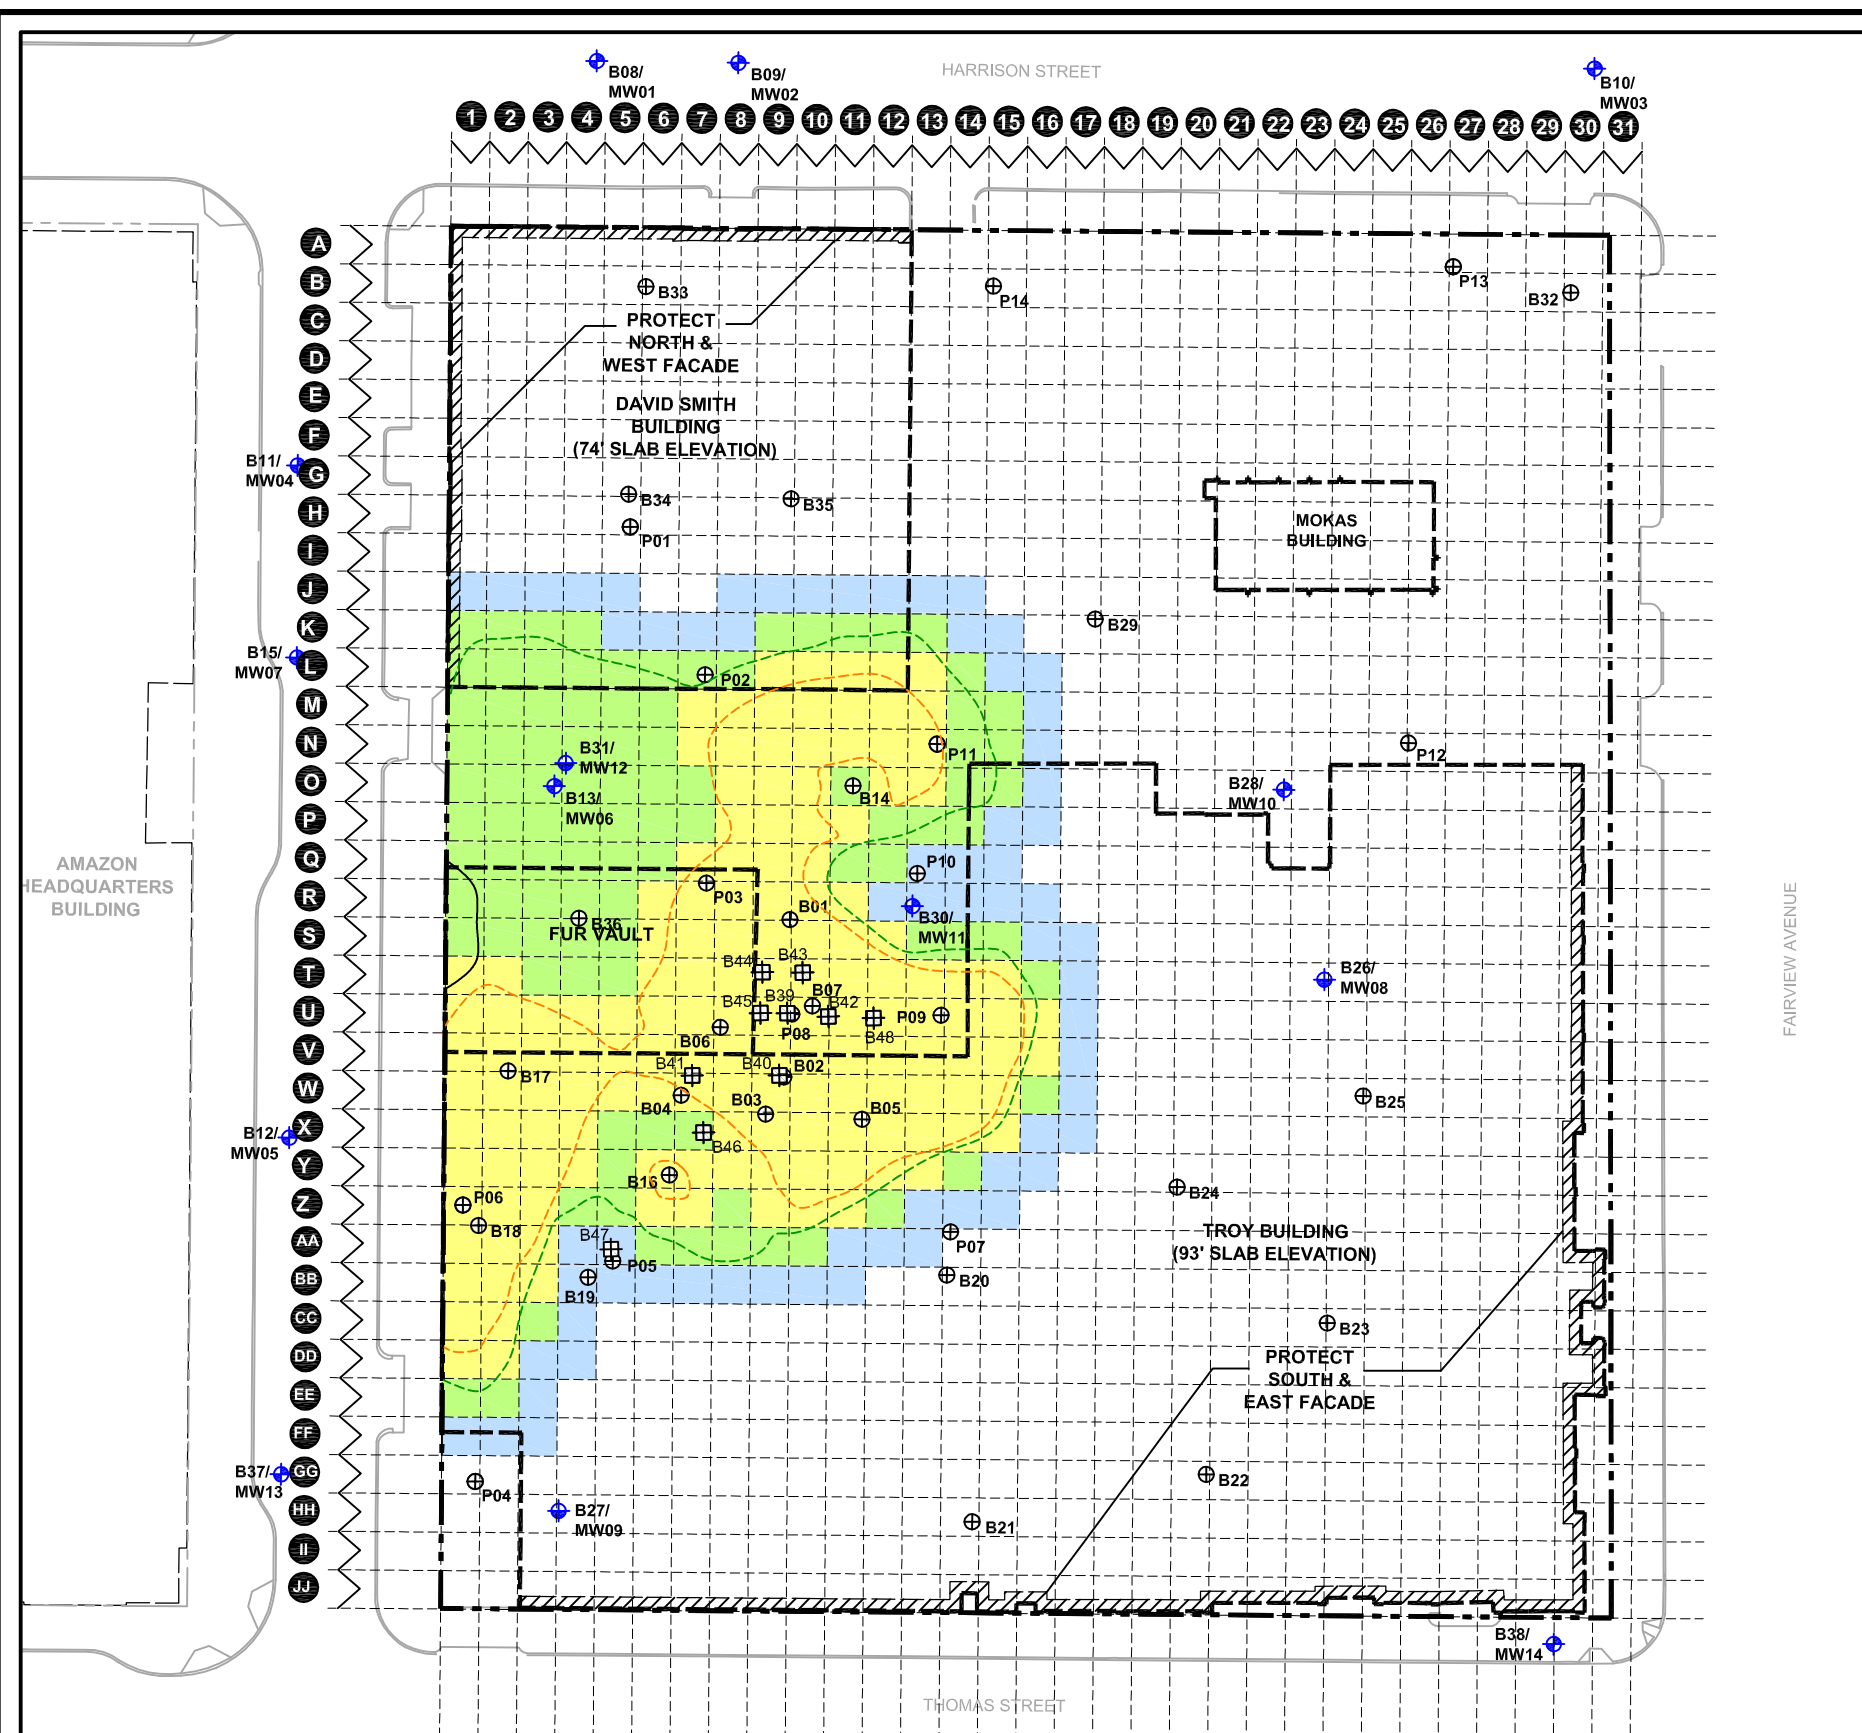 HARRISON STREET
B08/
MW01
B09/
MW02
B10/
MW03
1 2 3 4 5 6 7 8 9 10 11 12 13 14 15 16 17 18 19 20 21 22 23 24 25 26 27 28 29 30 31
A
B
C
D
E
F
G
H
I
J
K
L
M
N
O
P
Q
R
S
T
U
V
W
X
Y
Z
AA
BB
CC
DD
EE
FF
GG
HH
II
JJ
B33
P14
P13
B32
PROTECT
NORTH &
WEST FACADE
DAVID SMITH
BUILDING
(74' SLAB ELEVATION)
B11/
MW04
B34
B35
P01
MOKAS
BUILDING
B29
B15/
MW07
P02
B31/
MW12
B13/
MW06
P11
B14
P12
B28/
MW10
AMAZON
HEADQUARTERS
BUILDING
P10
P03
B01
B30/
MW11
B36
FUR VAULT
FAIRVIEW AVENUE
B44
B43
B26/
MW08
B45
B39
B07
B42
P09
P08
B48
B06
B41
B40
B02
B17
B04
B03
B05
B25
B12/
MW05
B46
B16
B24
P06
B18
TROY BUILDING
(93' SLAB ELEVATION)
B47
P05
P07
B19
B20
B23
PROTECT
SOUTH &
EAST FACADE
B37/
MW13
P04
B22
B27/
MW09
B21
B38/
MW14
THOMAS STREET